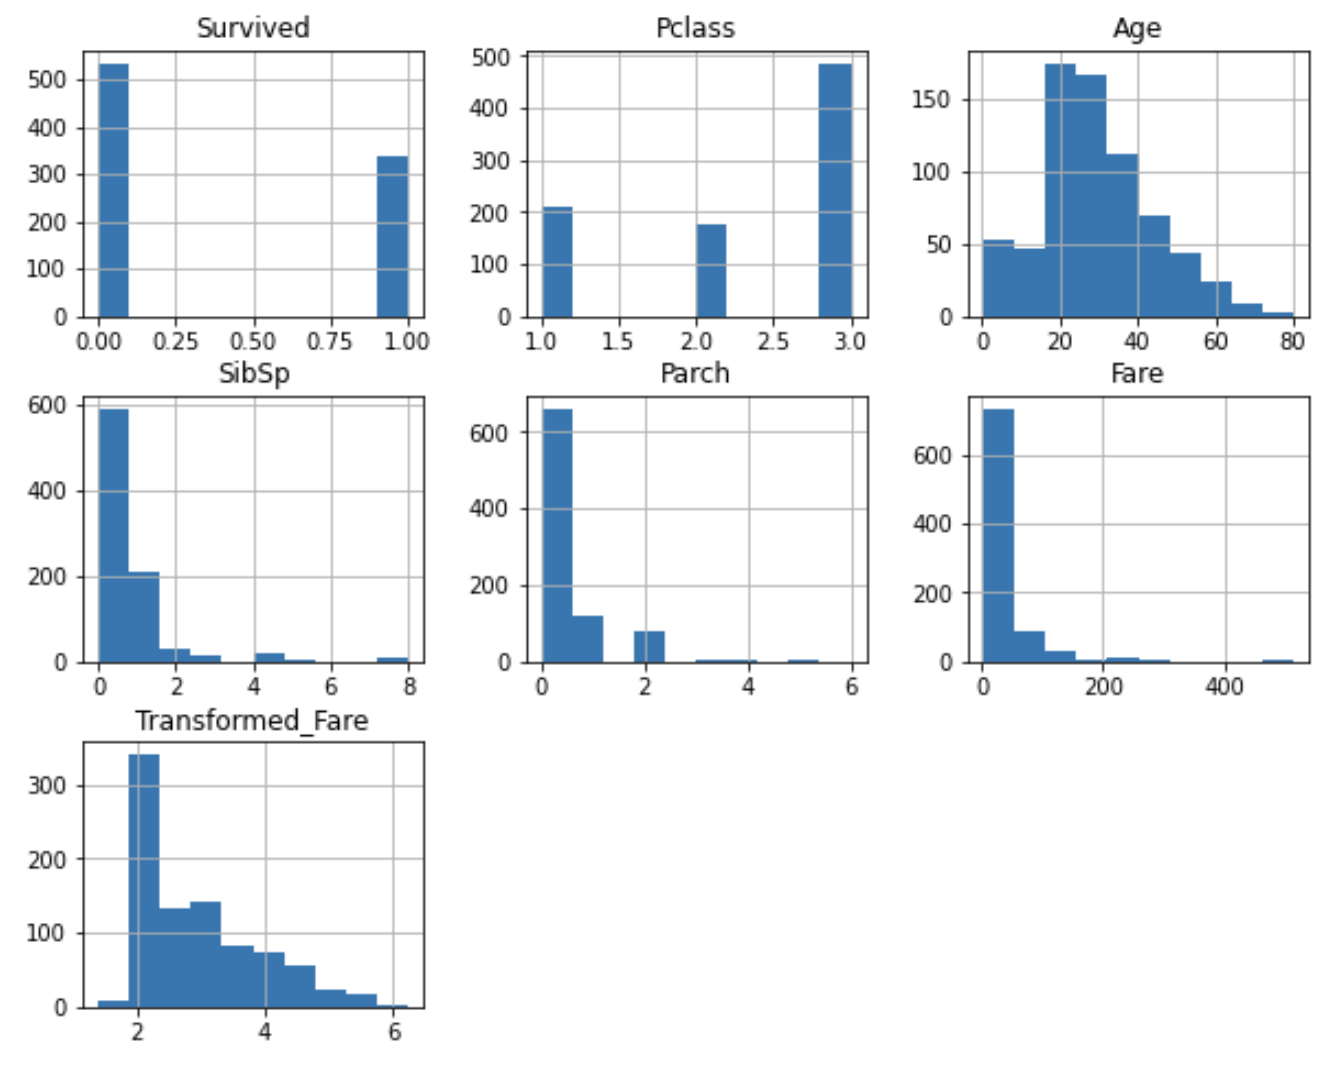 Survived Pclass Age
500 500 150
400 400
300 300 100
200 200 50
100 100
0 0 0
0.00 0.25 0.50 0.75 1.00 1.0 1.5 2.0 2.5 3.0 0 20 40 60 80
SibSp Parch Fare
600 600 600
400 400 400
200 200 200
0 0 0
0 2 4 6 8 0 2 4 6 0 200 400
Transformed_Fare
300
200
100
0
2 4 6